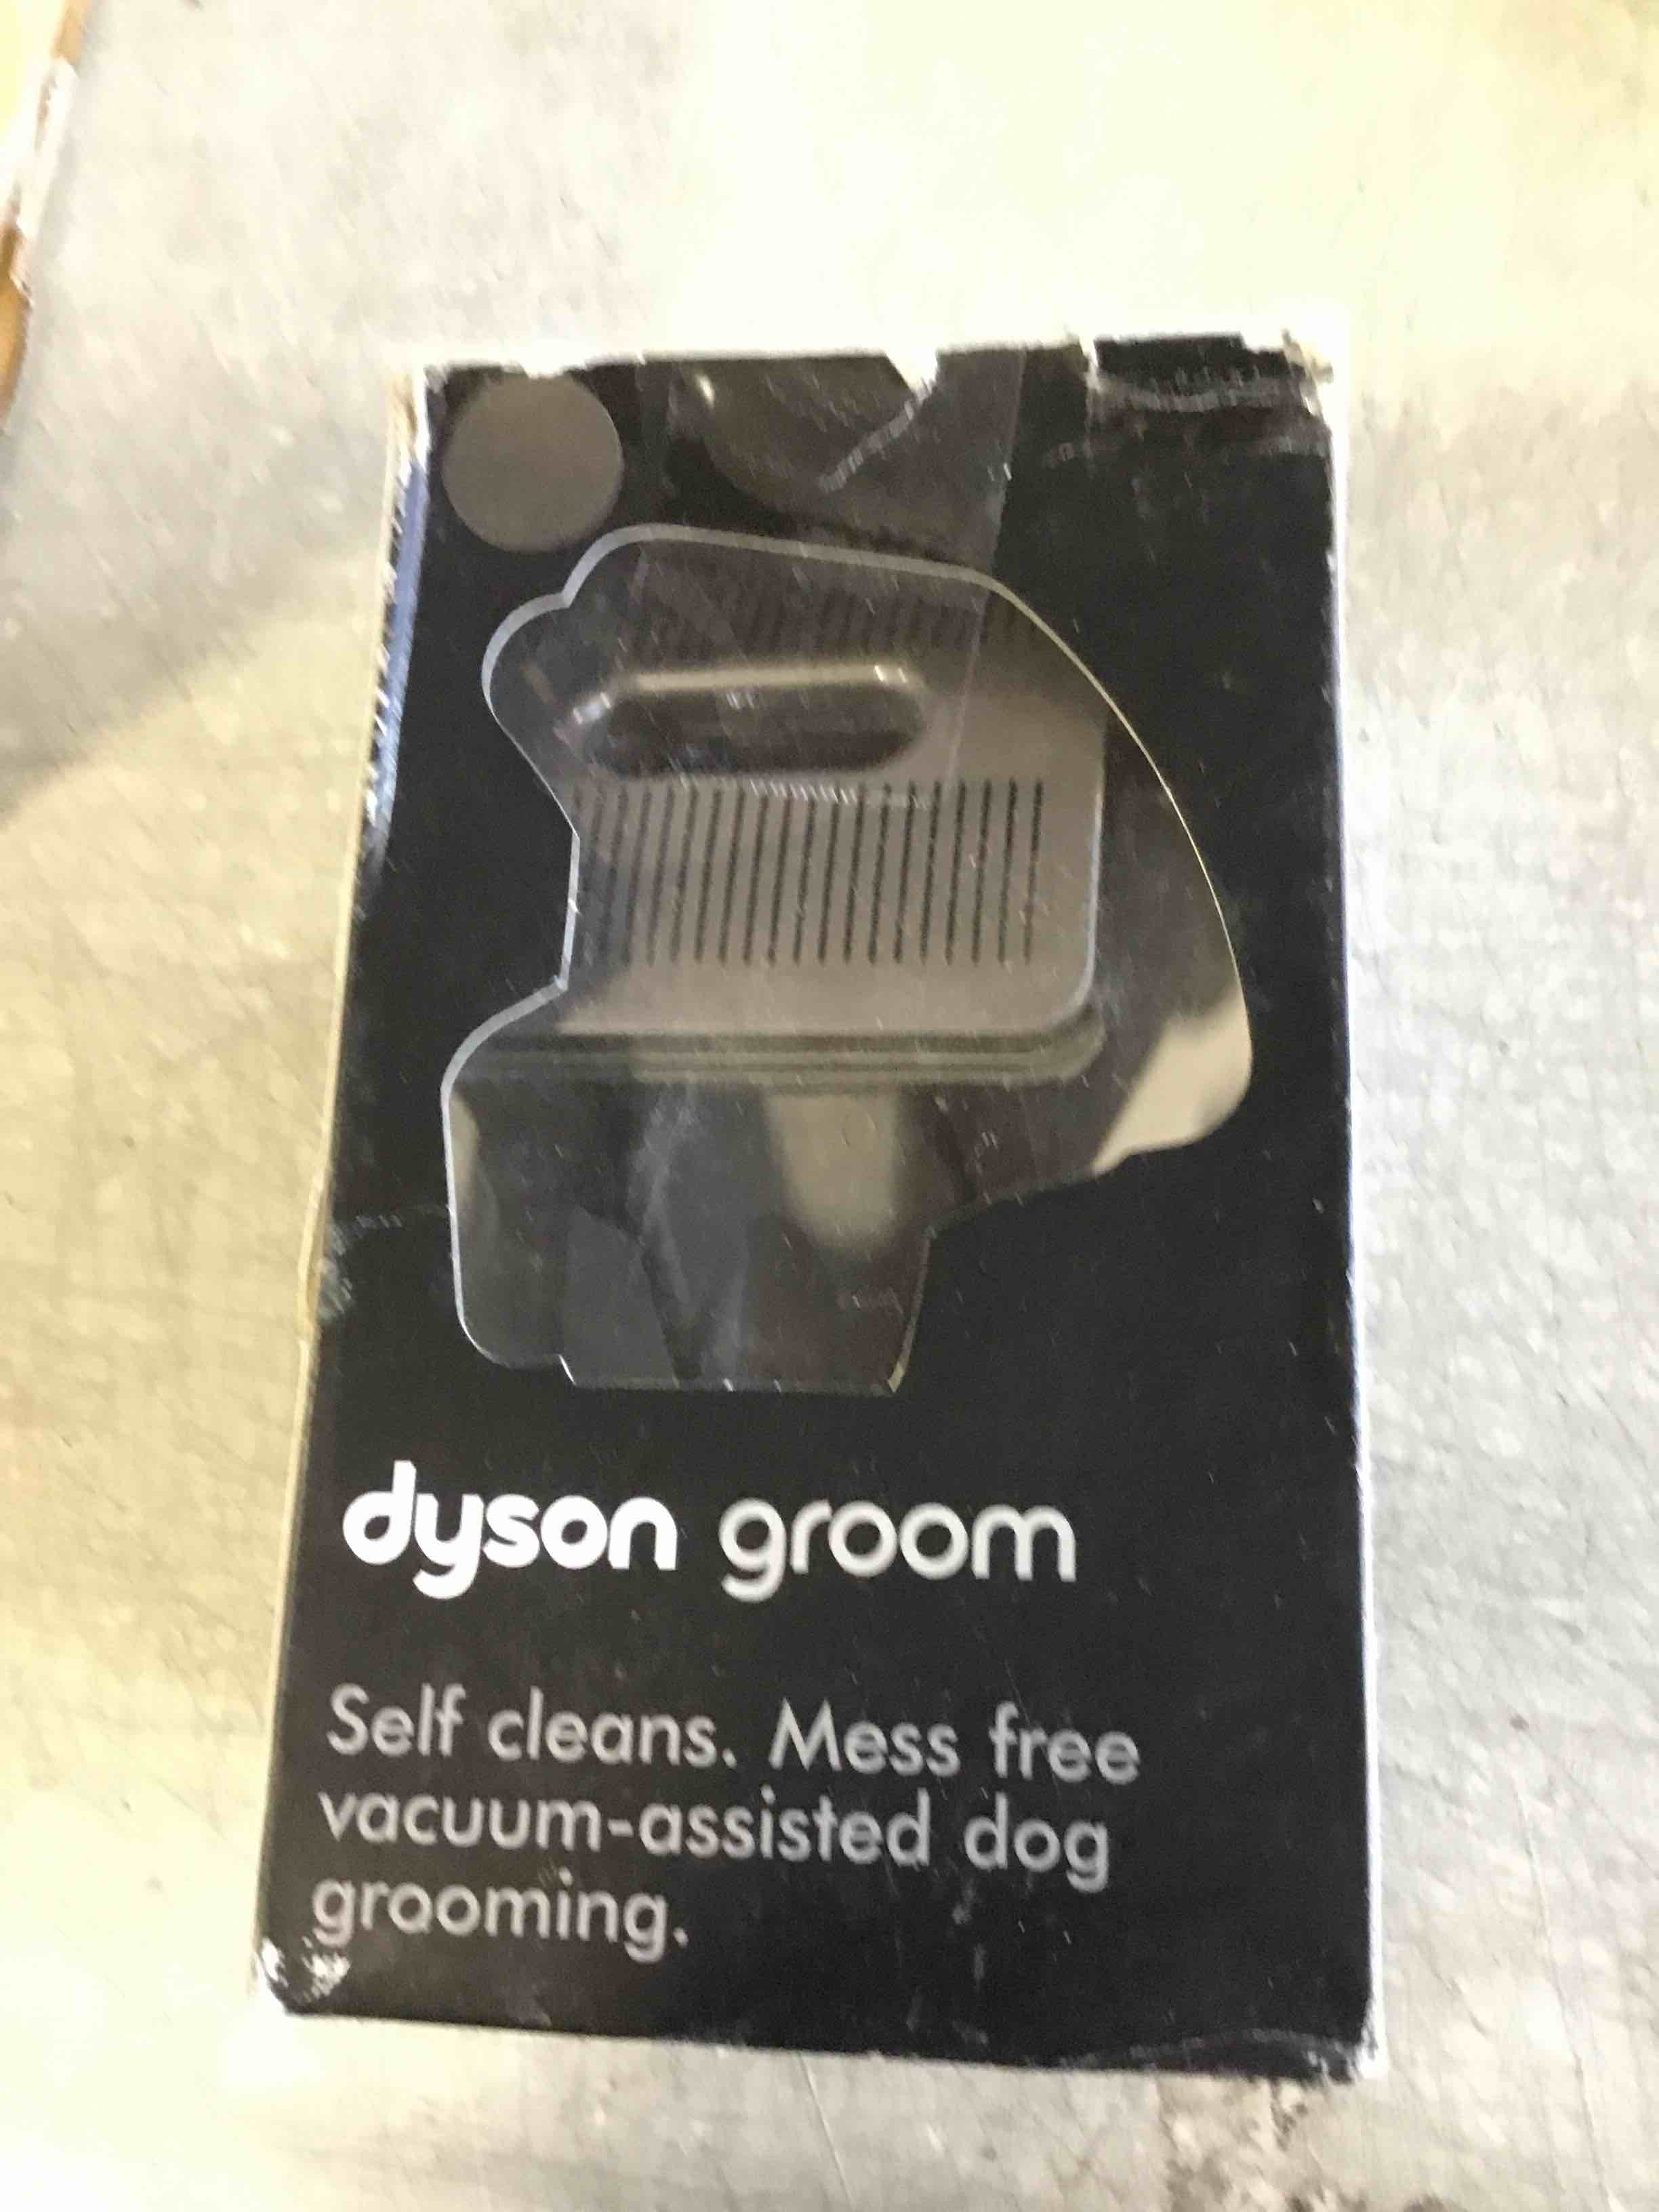 dyson groom
Self cleans. Mess free
vacuum-assisted dog
grooming.